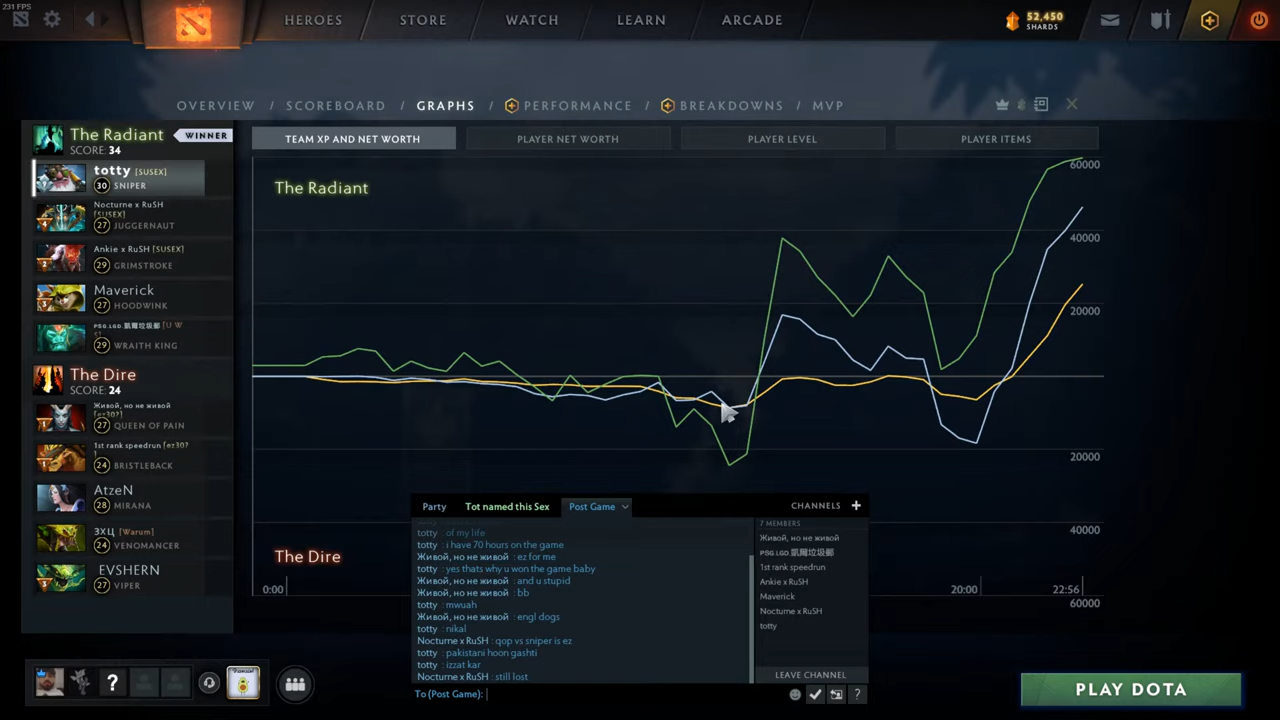 231 FPS
HEROES
STORE
WATCH
LEARN
ARCADE
52,450
SHARDS
OVERVIEW / SCOREBOARD / GRAPHS / PERFORMANCE / BREAKDOWNS / MVP
The Radiant
WINNER
SCORE: 34
totty [SUSEX]
30 SNIPER
Nocturne x RuSH
[SUSEX]
27 JUGGERNAUT
Ankie x RuSH [SUSEX]
29 GRIMSTROKE
Maverick
27 HOODWINK
PSG.LGD.凱爾垃圾郵 [U W
29 WRAITH KING
The Dire
SCORE: 24
Живой, но не живой
[ez30?]
27 QUEEN OF PAIN
1st rank speedrun [ez30?
24 BRISTLEBACK
AtzeN
28 MIRANA
ЗХЦ [Warum]
24 VENOMANCER
EVSHERN
27 VIPER
TEAM XP AND NET WORTH
PLAYER NET WORTH
PLAYER LEVEL
PLAYER ITEMS
The Radiant
60000
40000
20000
20000
40000
60000
The Dire
0:00
20:00
22:56
Party
Tot named this Sex
Post Game
CHANNELS +
totty : of my life
totty : i have 70 hours on the game
Живой, но не живой : ez for me
totty : yes thats why u won the game baby
Живой, но не живой : and u stupid
Живой, но не живой : bb
totty : mwuah
Живой, но не живой : engl dogs
totty : nikal
Nocturne x RuSH : qop vs sniper is ez
totty : pakistani hoon gashti
totty : izzat kar
Nocturne x RuSH : still lost
To (Post Game):
7 MEMBERS
Живой, но не живой
PSG.LGD.凱爾垃圾郵
1st rank speedrun
Ankie x RuSH
Maverick
Nocturne x RuSH
totty
LEAVE CHANNEL
?
?
PLAY DOTA